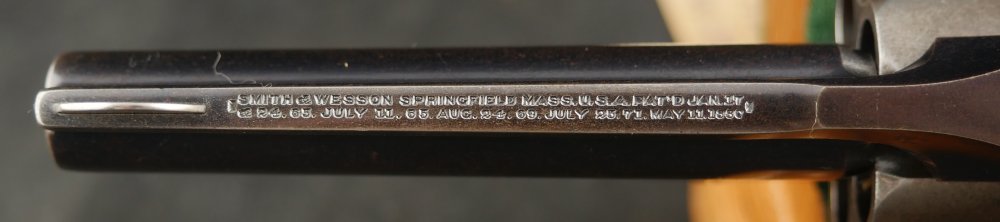 SMITH & WESSON SPRINGFIELD MASS. U.S.A. PAT'D JAN. 17.
& 24. 65. JULY 11. 65. AUG. 24. 69. JULY 25. 71. MAY 11. 1880